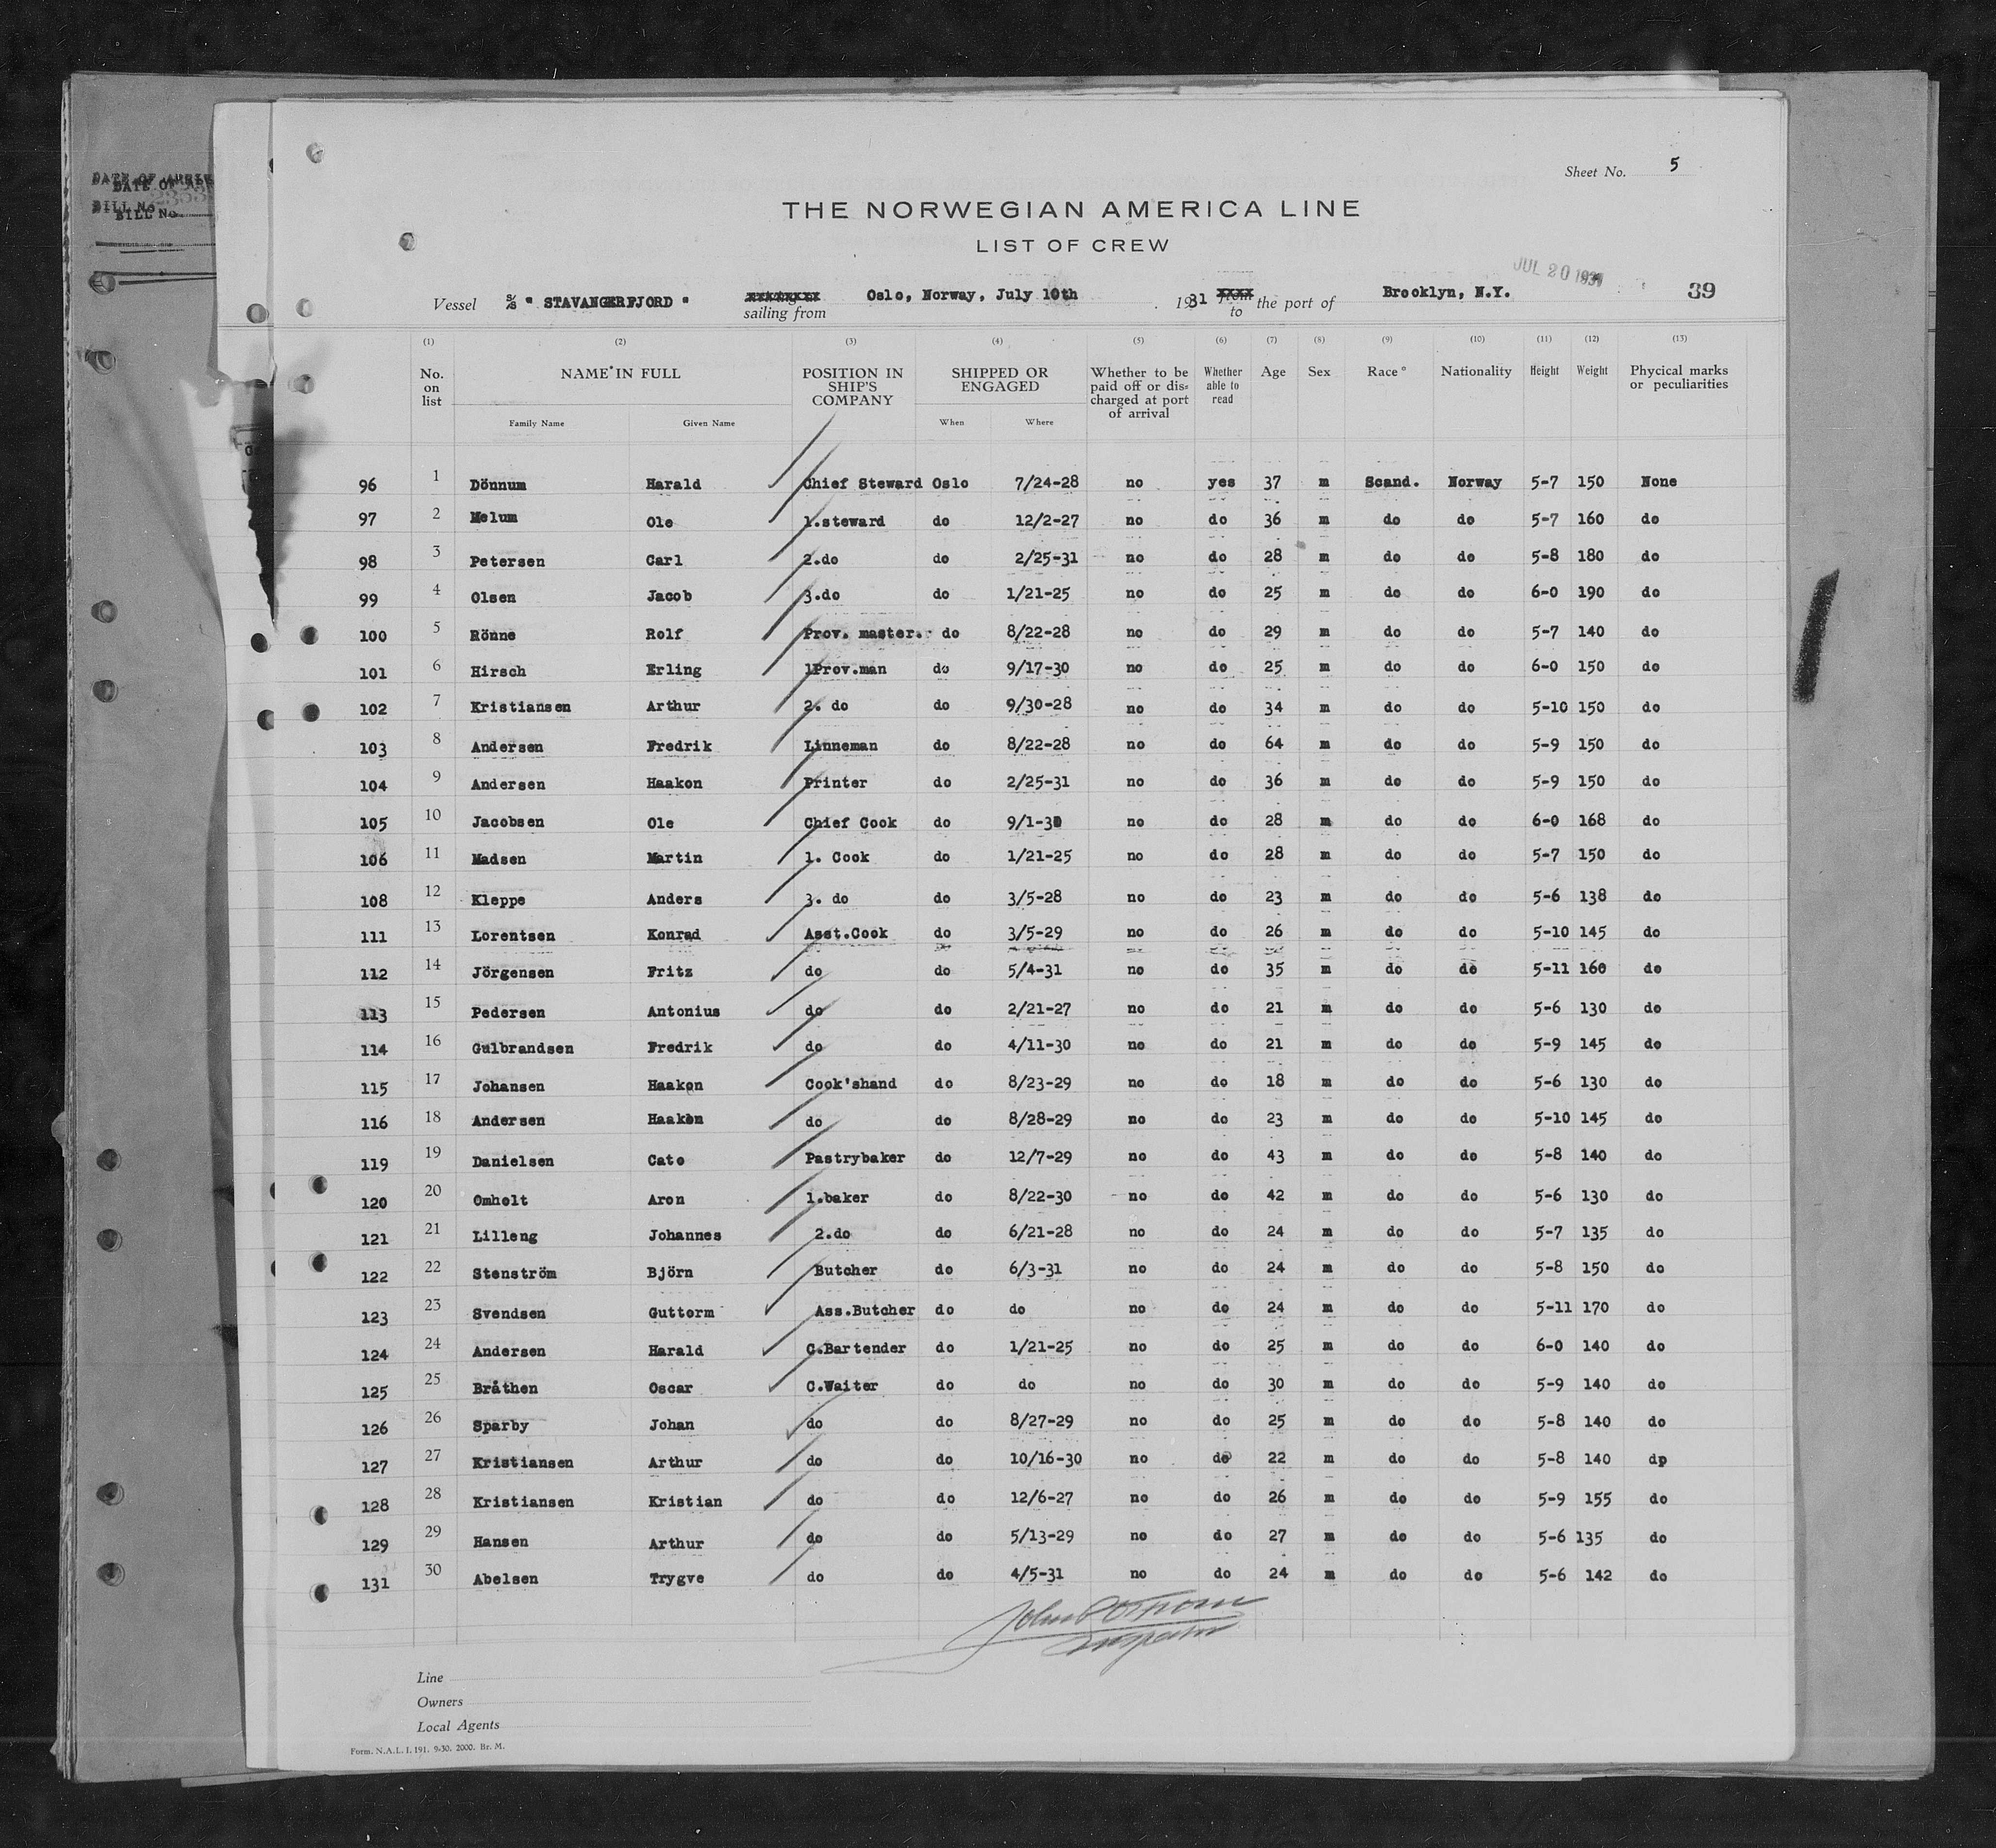 DATE OF
DATE OF
BILL No.
BILL No.
Sheet No. 5
THE NORWEGIAN AMERICA LINE
LIST OF CREW
JUL 20 1931
Vessel S/S " STAVANGERFJORD " sailing from Oslo, Norway, July 10th 1931 to the port of Brooklyn, N.Y. 39
(1) (2) (3) (4) (5) (6) (7) (8) (9) (10) (11) (12) (13)
No. on list NAME IN FULL POSITION IN SHIP'S COMPANY SHIPPED OR ENGAGED Whether to be paid off or discharged at port of arrival Whether able to read Age Sex Race* Nationality Height Weight Physical marks or peculiarities
Family Name Given Name When Where
96 1 Dönnum Harald Chief Steward Oslo 7/24-28 no yes 37 m Scand. Norway 5-7 150 None
97 2 Melum Ole 1.steward do 12/2-27 no do 36 m do do 5-7 160 do
98 3 Petersen Carl 2.do do 2/25-31 no do 28 m do do 5-8 180 do
99 4 Olsen Jacob 3.do do 1/21-25 no do 25 m do do 6-0 190 do
100 5 Rönne Rolf Prov. master. do 8/22-28 no do 29 m do do 5-7 140 do
101 6 Hirsch Erling 1Prov.man do 9/17-30 no do 25 m do do 6-0 150 do
102 7 Kristiansen Arthur 2. do do 9/30-28 no do 34 m do do 5-10 150 do
103 8 Andersen Fredrik Linneman do 8/22-28 no do 64 m do do 5-9 150 do
104 9 Andersen Haakon Printer do 2/25-31 no do 36 m do do 5-9 150 do
105 10 Jacobsen Ole Chief Cook do 9/1-30 no do 28 m do do 6-0 168 do
106 11 Madsen Martin 1. Cook do 1/21-25 no do 28 m do do 5-7 150 do
108 12 Kleppe Anders 3. do do 3/5-28 no do 23 m do do 5-6 138 do
111 13 Lorentsen Konrad Asst.Cook do 3/5-29 no do 26 m do do 5-10 145 do
112 14 Jörgensen Fritz do do 5/4-31 no do 35 m do do 5-11 160 do
113 15 Pedersen Antonius do do 2/21-27 no do 21 m do do 5-6 130 do
114 16 Gulbrandsen Fredrik do do 4/11-30 no do 21 m do do 5-9 145 do
115 17 Johansen Haakon Cook'shand do 8/23-29 no do 18 m do do 5-6 130 do
116 18 Andersen Haakon do do 8/28-29 no do 23 m do do 5-10 145 do
119 19 Danielsen Cato Pastrybaker do 12/7-29 no do 43 m do do 5-8 140 do
120 20 Omholt Aron 1.baker do 8/22-30 no do 42 m do do 5-6 130 do
121 21 Lilleng Johannes 2.do do 6/21-28 no do 24 m do do 5-7 135 do
122 22 Stenström Björn Butcher do 6/3-31 no do 24 m do do 5-8 150 do
123 23 Svendsen Guttorm Ass.Butcher do do no do 24 m do do 5-11 170 do
124 24 Andersen Harald C.Bartender do 1/21-25 no do 25 m do do 6-0 140 do
125 25 Bråthen Oscar C.Waiter do do no do 30 m do do 5-9 140 do
126 26 Sparby Johan do do 8/27-29 no do 25 m do do 5-8 140 do
127 27 Kristiansen Arthur do do 10/16-30 no do 22 m do do 5-8 140 dp
128 28 Kristiansen Kristian do do 12/6-27 no do 26 m do do 5-9 155 do
129 29 Hansen Arthur do do 5/13-29 no do 27 m do do 5-6 135 do
131 30 Abelsen Trygve do do 4/5-31 no do 24 m do do 5-6 142 do
Line
Owners
Local Agents
Form. N.A.L. I. 191. 9-30. 2000. Br. M.